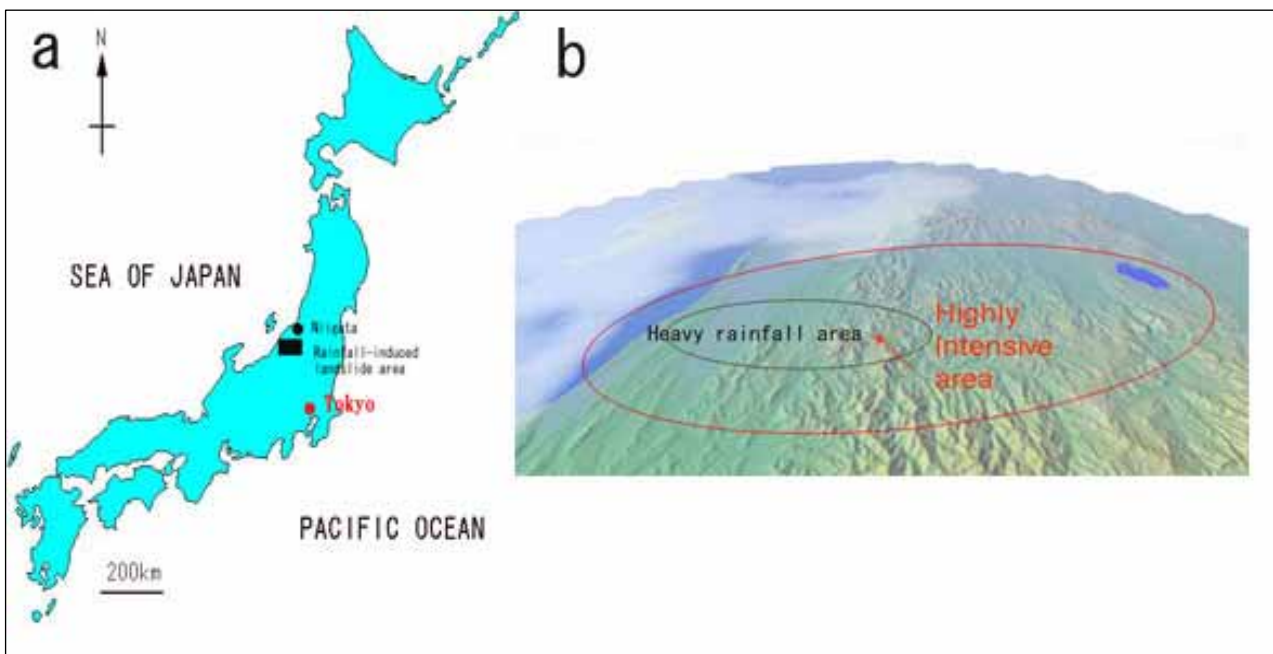 a
N
SEA OF JAPAN
Niigata
Rainfall-induced
landslide area
Tokyo
PACIFIC OCEAN
200km
b
Heavy rainfall area
Highly
Intensive
area